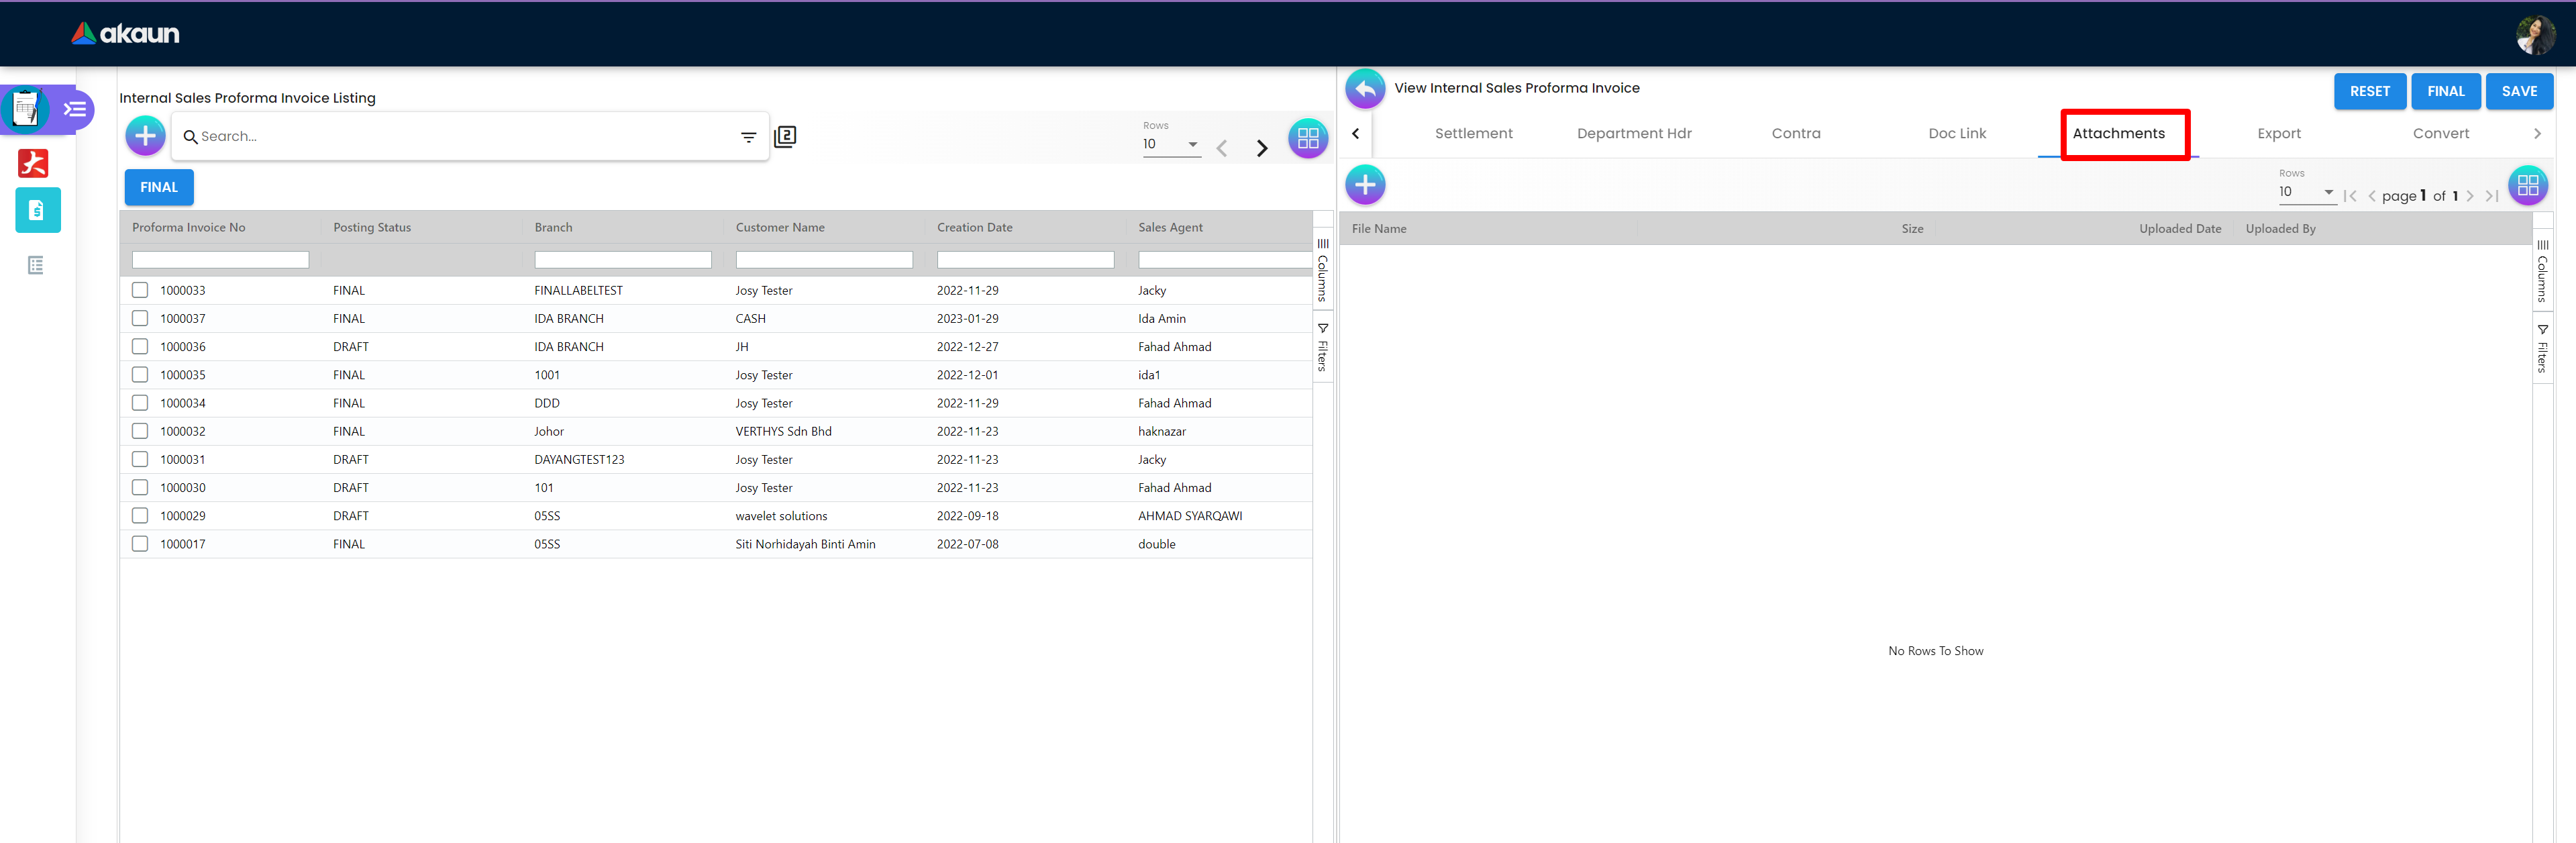 akaun
Internal Sales Proforma Invoice Listing
Search...
2
Rows
10
FINAL
Proforma Invoice No Posting Status Branch Customer Name Creation Date Sales Agent
1000033 FINAL FINALLABELTEST Josy Tester 2022-11-29 Jacky
1000037 FINAL IDA BRANCH CASH 2023-01-29 Ida Amin
1000036 DRAFT IDA BRANCH JH 2022-12-27 Fahad Ahmad
1000035 FINAL 1001 Josy Tester 2022-12-01 ida1
1000034 FINAL DDD Josy Tester 2022-11-29 Fahad Ahmad
1000032 FINAL Johor VERTHYS Sdn Bhd 2022-11-23 haknazar
1000031 DRAFT DAYANGTEST123 Josy Tester 2022-11-23 Jacky
1000030 DRAFT 101 Josy Tester 2022-11-23 Fahad Ahmad
1000029 DRAFT 05SS wavelet solutions 2022-09-18 AHMAD SYARQAWI
1000017 FINAL 05SS Siti Norhidayah Binti Amin 2022-07-08 double
Columns
Filters
View Internal Sales Proforma Invoice
RESET FINAL SAVE
Settlement Department Hdr Contra Doc Link Attachments Export Convert
Rows
10
page 1 of 1
File Name Size Uploaded Date Uploaded By
No Rows To Show
Columns
Filters